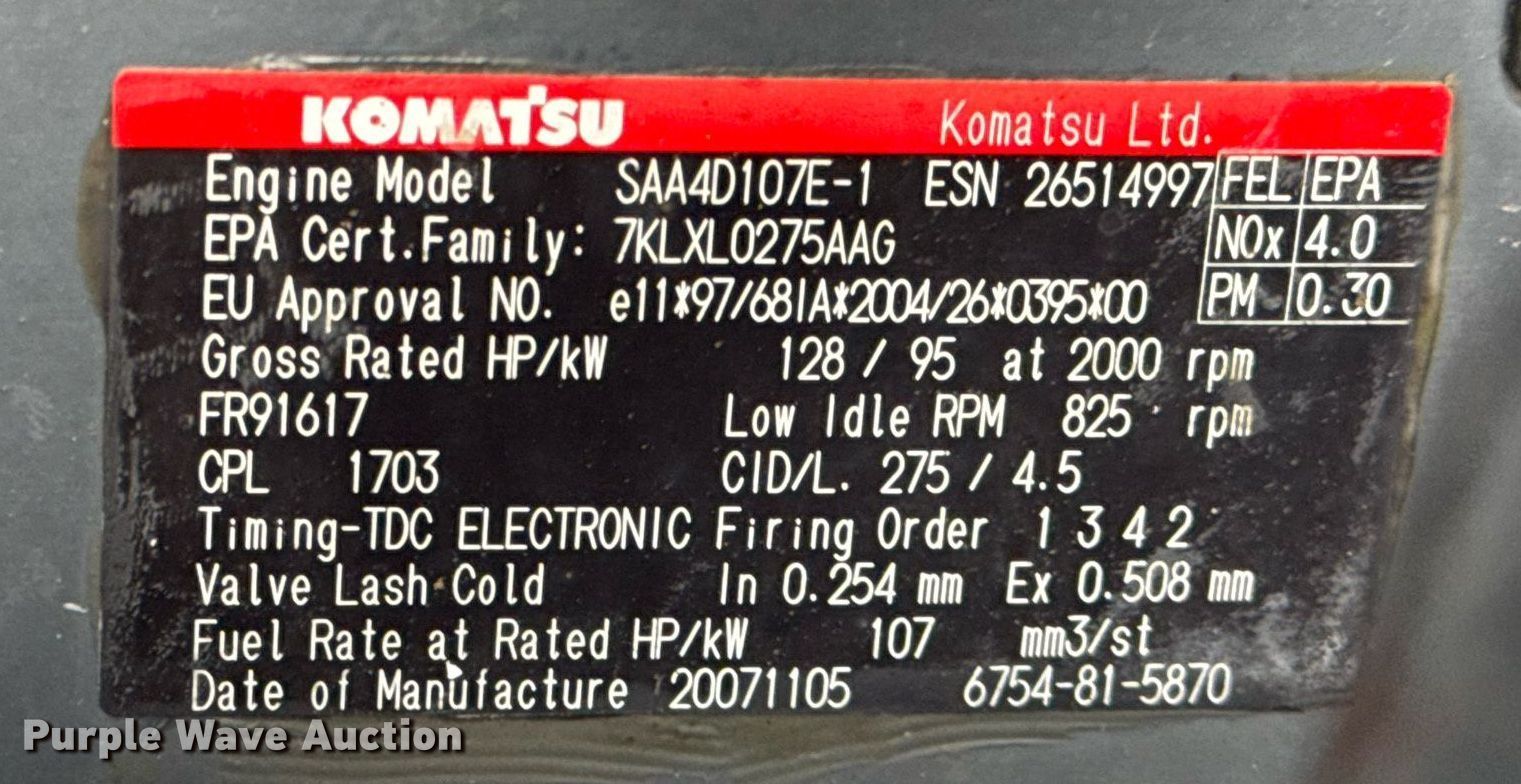 KOMATSU Komatsu Ltd.
Engine Model SAA4D107E-1 ESN 26514997 FEL EPA
EPA Cert.Family: 7KLXL0275AAG NOx 4.0
EU Approval NO. e11*97/68IA*2004/26*0395*00 PM 0.30
Gross Rated HP/kW 128 / 95 at 2000 rpm
FR91617 Low Idle RPM 825 rpm
CPL 1703 CID/L. 275 / 4.5
Timing-TDC ELECTRONIC Firing Order 1 3 4 2
Valve Lash Cold In 0.254 mm Ex 0.508 mm
Fuel Rate at Rated HP/kW 107 mm3/st
Date of Manufacture 20071105 6754-81-5870
Purple Wave Auction